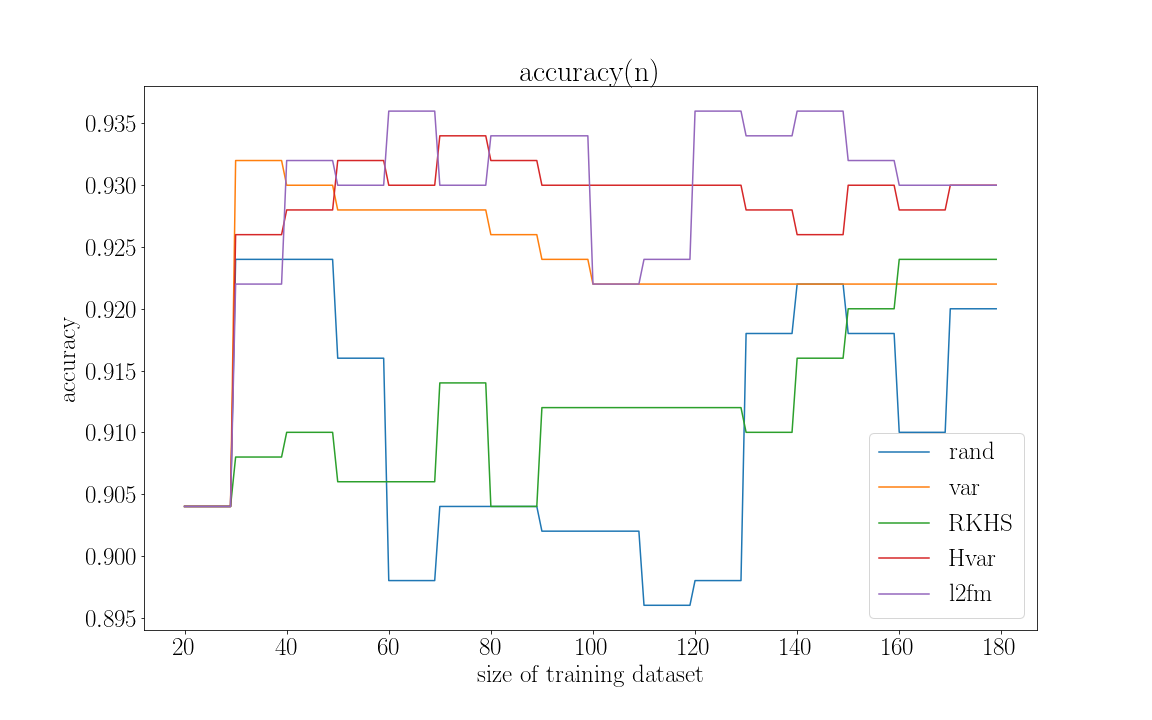 accuracy(n)
accuracy
0.935
0.930
0.925
0.920
0.915
0.910
0.905
0.900
0.895
20 40 60 80 100 120 140 160 180
size of training dataset
rand
var
RKHS
Hvar
l2fm